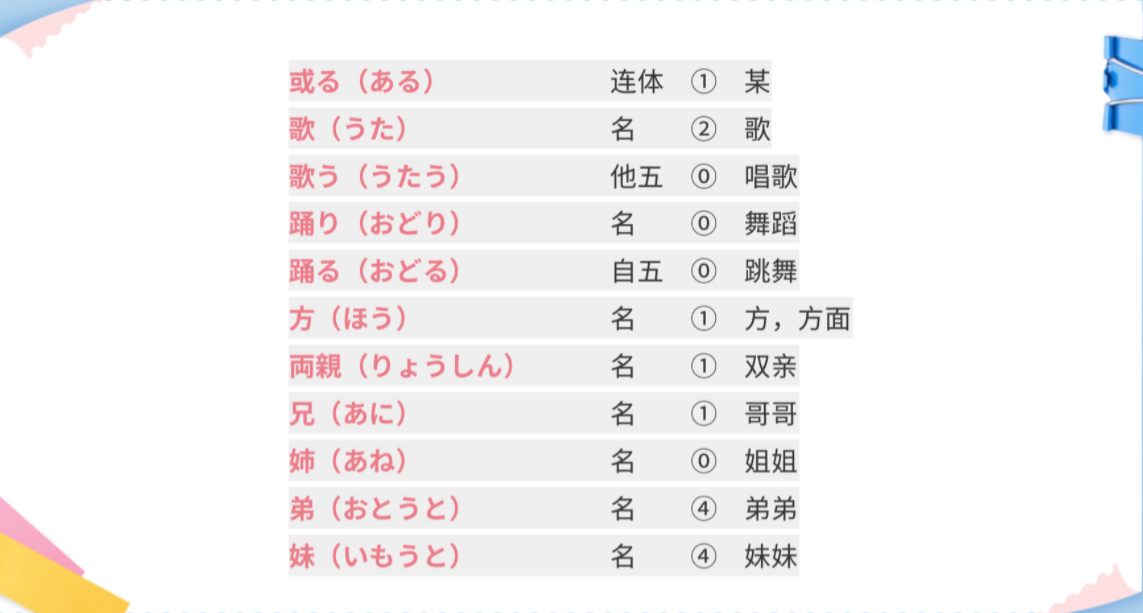 或る（ある） 连体 ① 某
歌（うた） 名 ② 歌
歌う（うたう） 他五 ⓪ 唱歌
踊り（おどり） 名 ⓪ 舞蹈
踊る（おどる） 自五 ⓪ 跳舞
方（ほう） 名 ① 方，方面
両親（りょうしん） 名 ① 双亲
兄（あに） 名 ① 哥哥
姉（あね） 名 ⓪ 姐姐
弟（おとうと） 名 ④ 弟弟
妹（いもうと） 名 ④ 妹妹